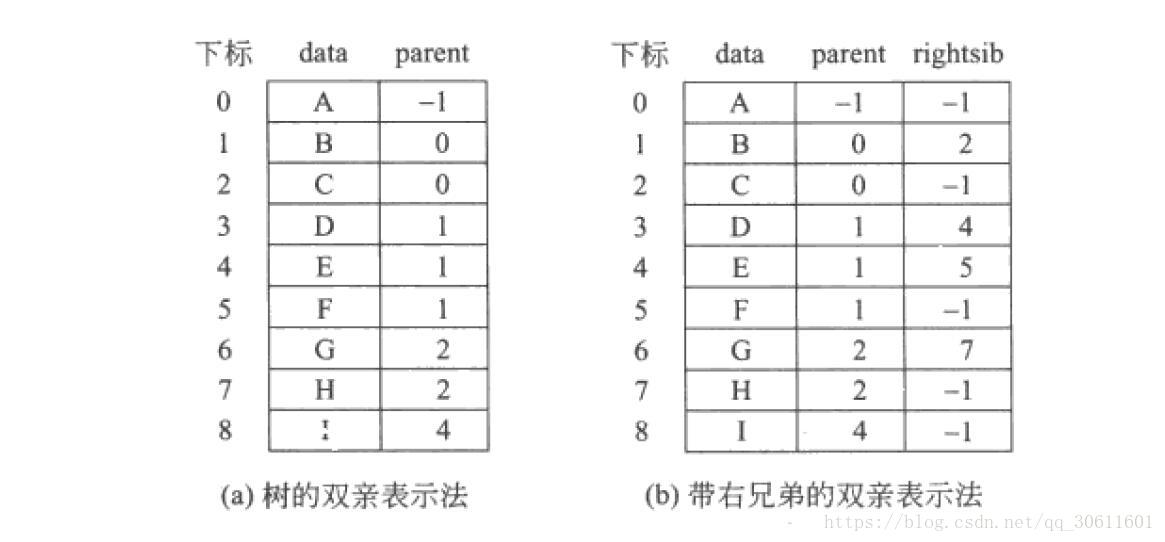 下标 data parent
0 A –1
1 B 0
2 C 0
3 D 1
4 E 1
5 F 1
6 G 2
7 H 2
8 I 4
(a) 树的双亲表示法
下标 data parent rightsib
0 A –1 –1
1 B 0 2
2 C 0 –1
3 D 1 4
4 E 1 5
5 F 1 –1
6 G 2 7
7 H 2 –1
8 I 4 –1
(b) 带右兄弟的双亲表示法
https://blog.csdn.net/qq_30611601